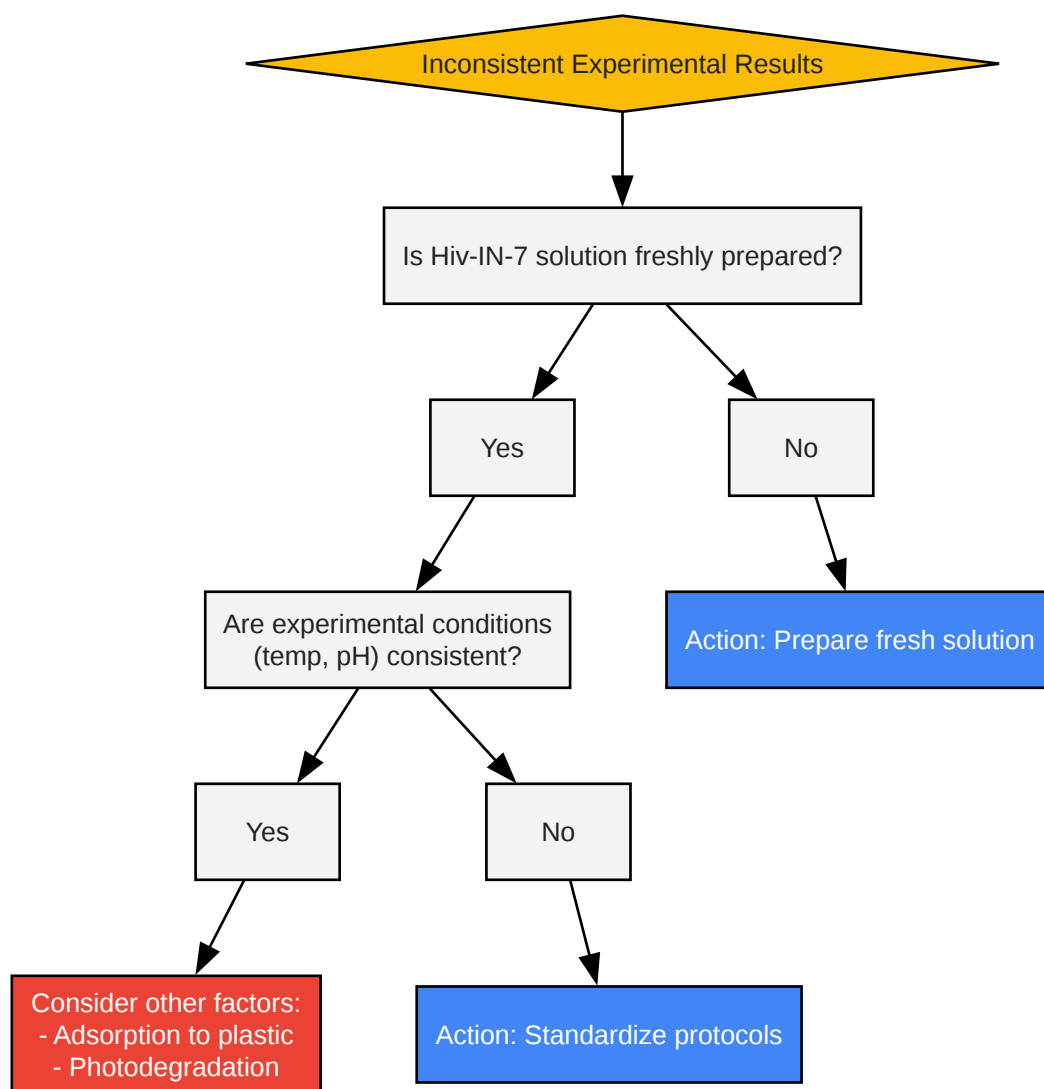 Inconsistent Experimental Results
Is Hiv-IN-7 solution freshly prepared?
Yes
No
Are experimental conditions
(temp, pH) consistent?
Action: Prepare fresh solution
Yes
No
Consider other factors:
- Adsorption to plastic
- Photodegradation
Action: Standardize protocols